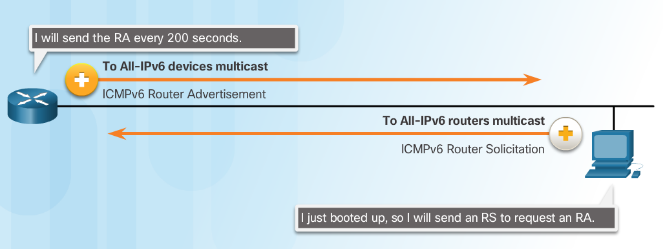 I will send the RA every 200 seconds.
To All-IPv6 devices multicast
ICMPv6 Router Advertisement
To All-IPv6 routers multicast
ICMPv6 Router Solicitation
I just booted up, so I will send an RS to request an RA.